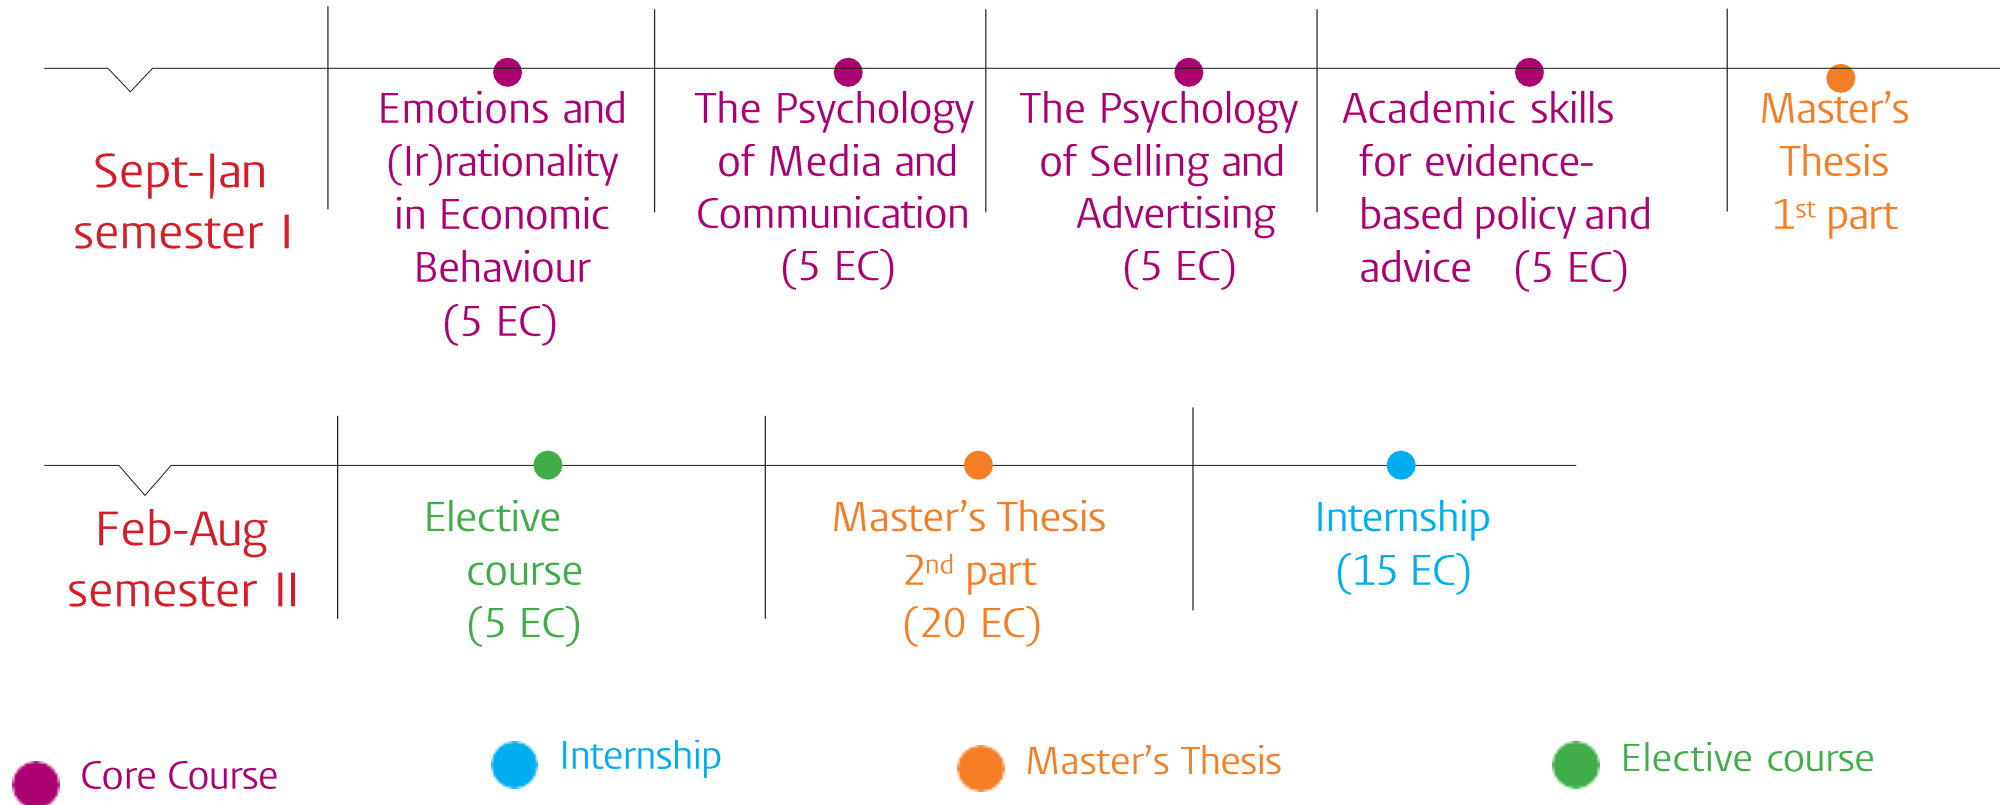 Sept-Jan
semester I
Emotions and
(Ir)rationality
in Economic
Behaviour
(5 EC)
The Psychology
of Media and
Communication
(5 EC)
The Psychology
of Selling and
Advertising
(5 EC)
Academic skills
for evidence-
based policy and
advice (5 EC)
Master’s
Thesis
1st part
Feb-Aug
semester II
Elective
course
(5 EC)
Master’s Thesis
2nd part
(20 EC)
Internship
(15 EC)
Core Course
Internship
Master’s Thesis
Elective course